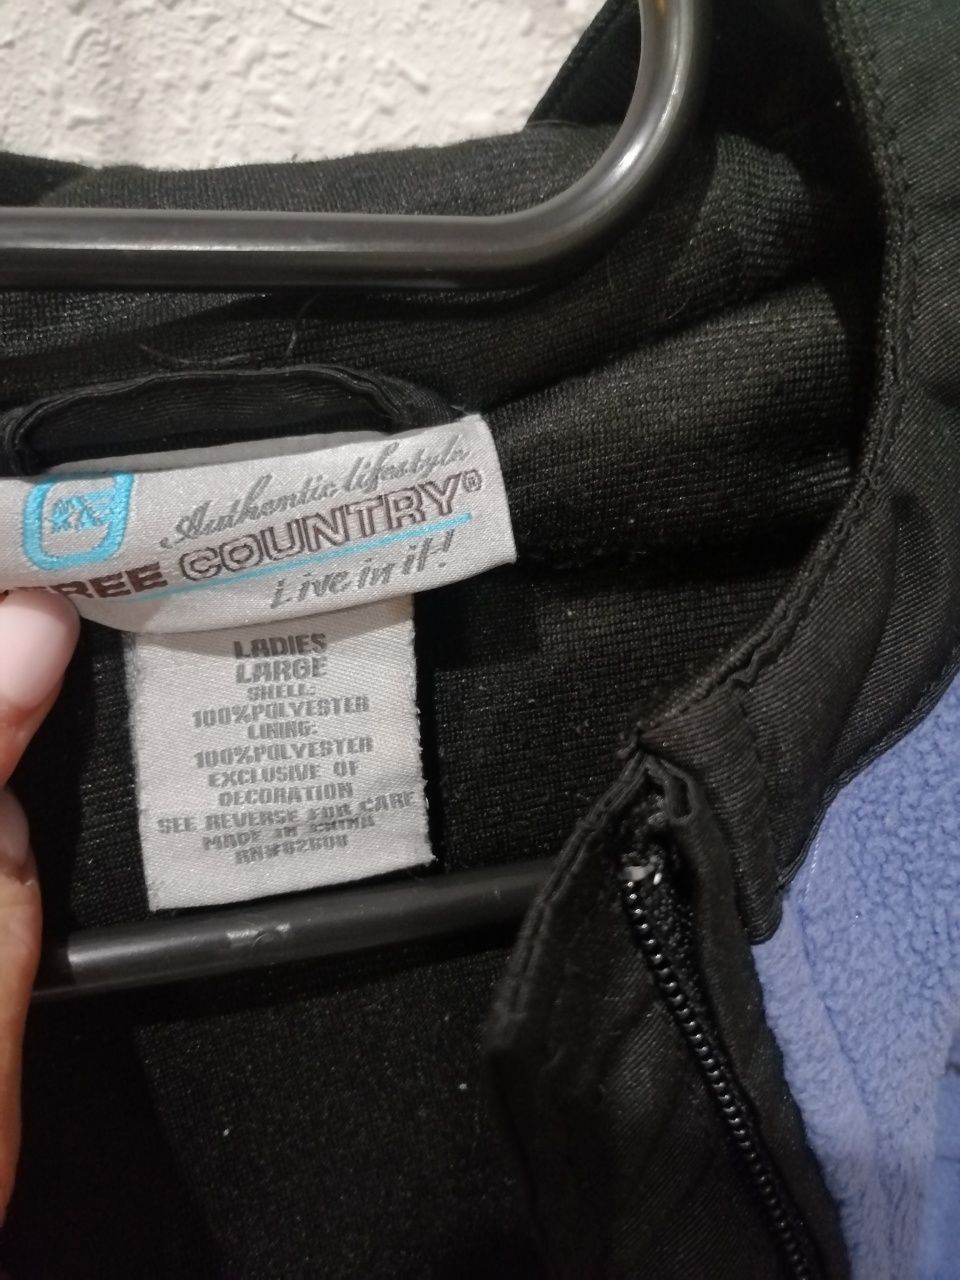 Authentic lifestyle
FREE COUNTRY®
Live in it!
LADIES
LARGE
SHELL:
100%POLYESTER
LINING:
100%POLYESTER
EXCLUSIVE OF
DECORATION
SEE REVERSE FOR CARE
MADE IN CHINA